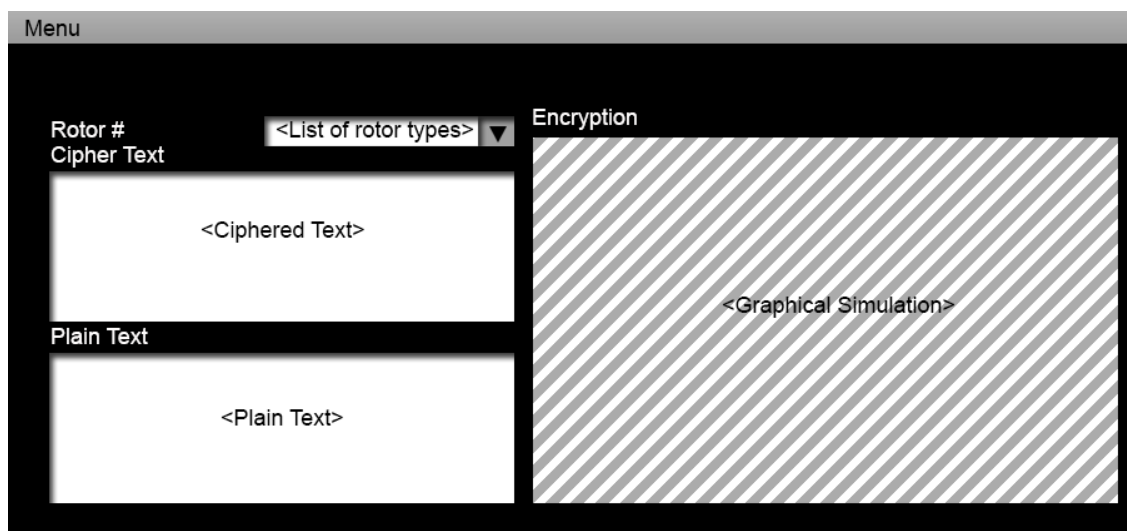 Menu
Rotor #
<List of rotor types>
Cipher Text
<Ciphered Text>
Plain Text
<Plain Text>
Encryption
<Graphical Simulation>